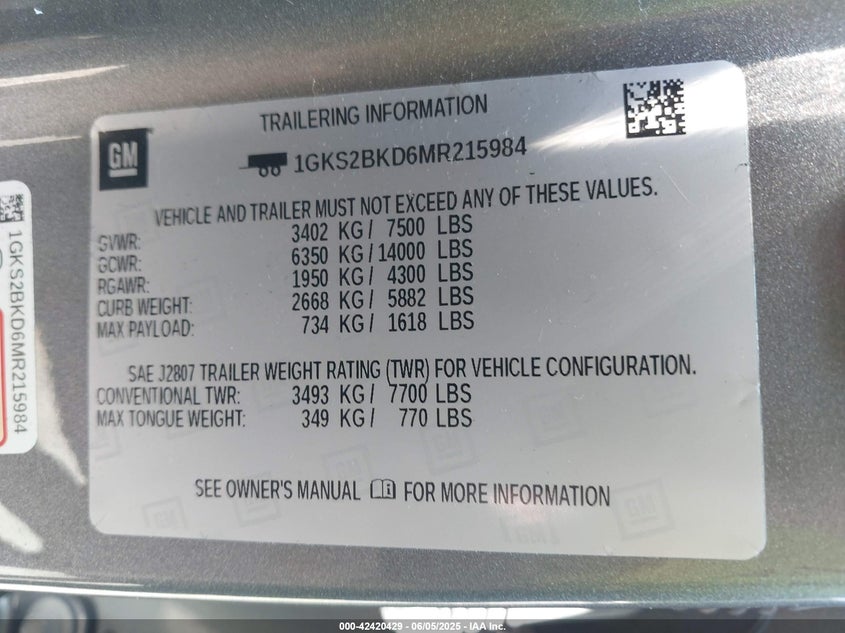 TRAILERING INFORMATION
GM
1GKS2BKD6MR215984
VEHICLE AND TRAILER MUST NOT EXCEED ANY OF THESE VALUES.
GVWR: 3402 KG / 7500 LBS
GCWR: 6350 KG / 14000 LBS
RGAWR: 1950 KG / 4300 LBS
CURB WEIGHT: 2668 KG / 5882 LBS
MAX PAYLOAD: 734 KG / 1618 LBS
SAE J2807 TRAILER WEIGHT RATING (TWR) FOR VEHICLE CONFIGURATION.
CONVENTIONAL TWR: 3493 KG / 7700 LBS
MAX TONGUE WEIGHT: 349 KG / 770 LBS
SEE OWNER'S MANUAL FOR MORE INFORMATION
GM
GM
1GKS2BKD6MR215984
000-42420429 - 06/05/2025 - IAA Inc.